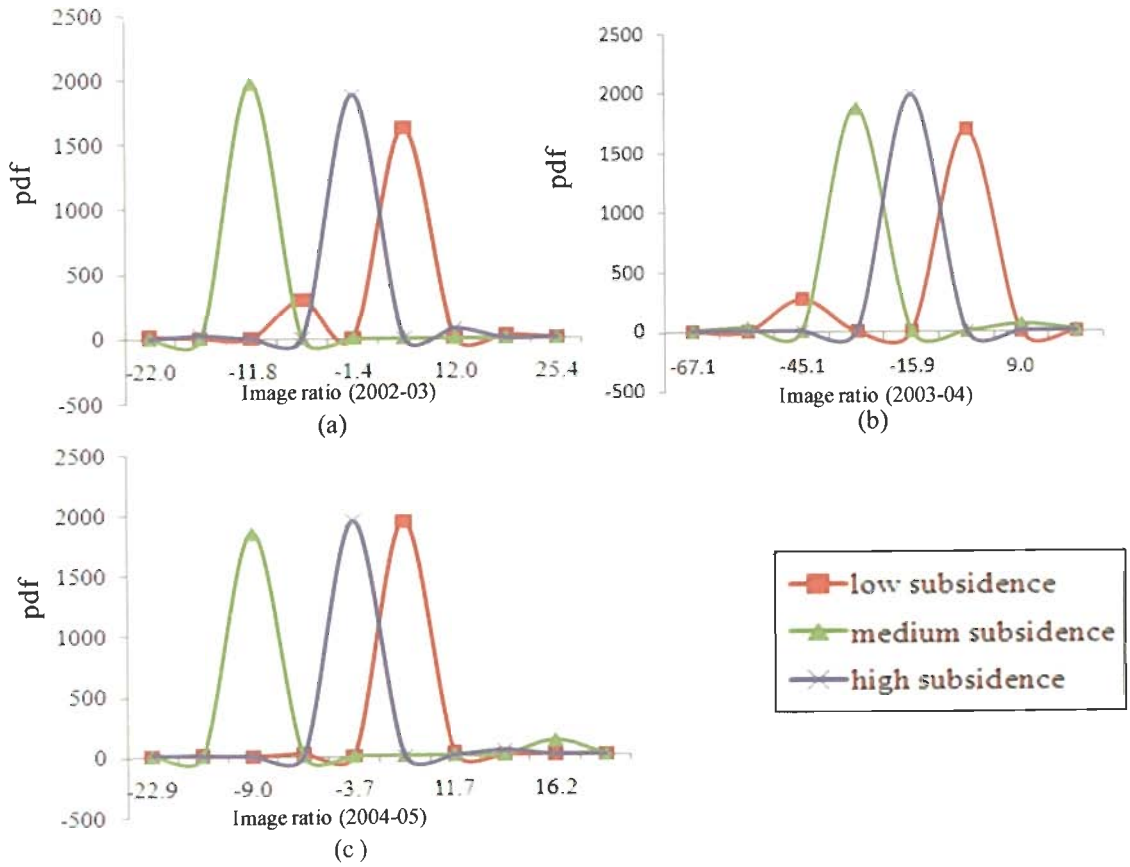 2500
2000
1500
1000
500
0
-500
pdf
-22.0 -11.8 -1.4 12.0 25.4
Image ratio (2002-03)
(a)
2500
2000
1500
1000
500
0
-500
pdf
-67.1 -45.1 -15.9 9.0
Image ratio (2003-04)
(b)
2500
2000
1500
1000
500
0
-500
pdf
-22.9 -9.0 -3.7 11.7 16.2
Image ratio (2004-05)
(c)
low subsidence
medium subsidence
high subsidence